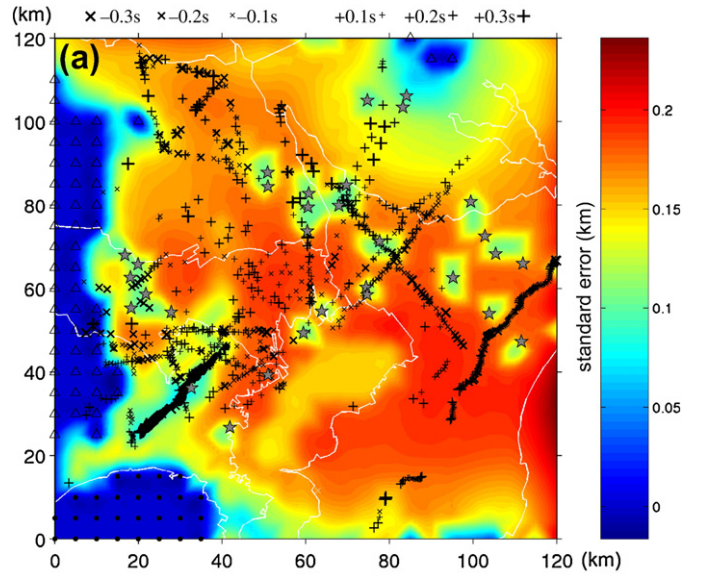 (km) ×−0.3s ×−0.2s ×−0.1s +0.1s+ +0.2s+ +0.3s+
(a)
120
100
80
60
40
20
0
0 20 40 60 80 100 120
(km)
0.2
0.15
0.1
0.05
0
standard error (km)